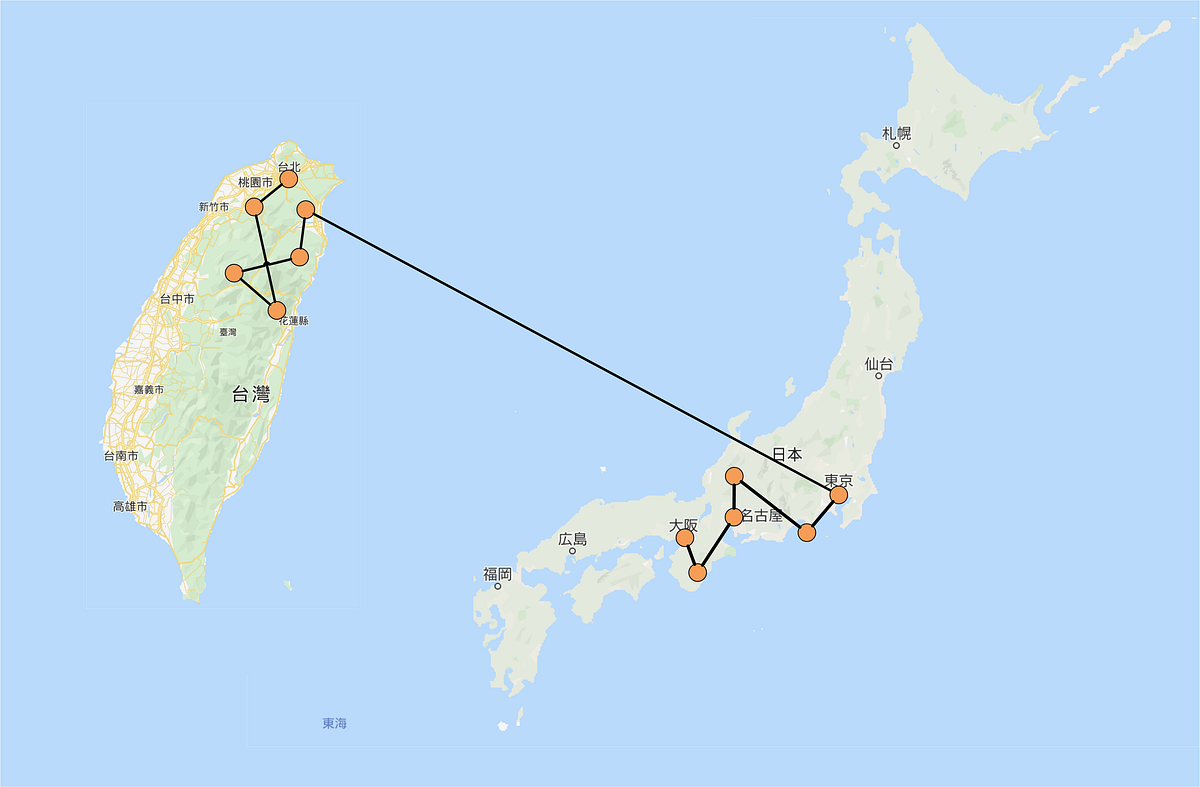 札幌
台北
桃園市
新竹市
台中市
花蓮縣
臺灣
仙台
嘉義市
台灣
台南市
日本
東京
高雄市
名古屋
大阪
広島
福岡
東海